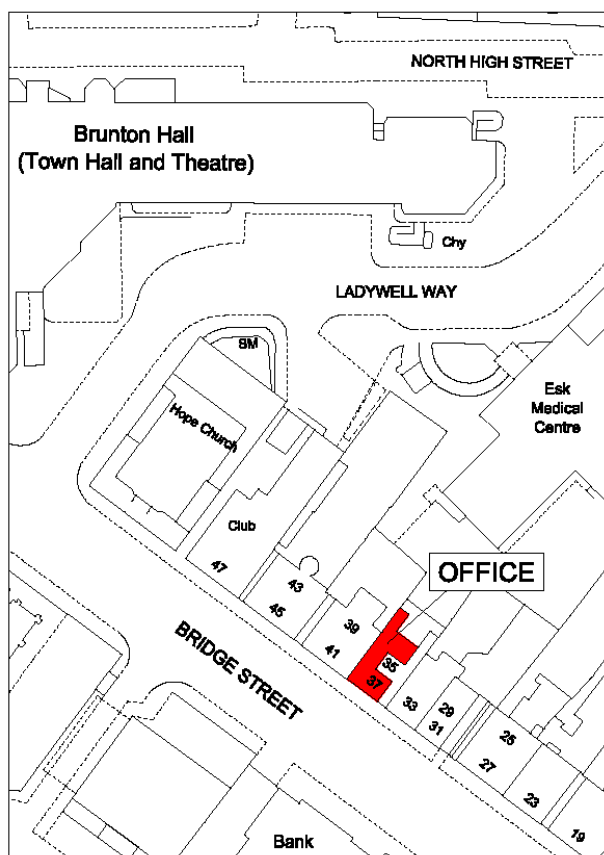 NORTH HIGH STREET
Brunton Hall
(Town Hall and Theatre)
Chy
LADYWELL WAY
BM
Esk
Medical
Centre
Hope Church
Club
47
43
45
OFFICE
39
41
35
37
BRIDGE STREET
33
29
31
25
27
23
19
Bank